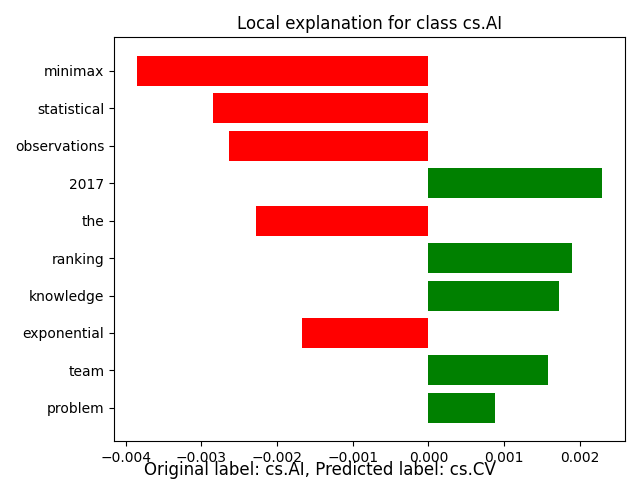 Local explanation for class cs.AI
minimax
statistical
observations
2017
the
ranking
knowledge
exponential
team
problem
−0.004 −0.003 −0.002 −0.001 0.000 0.001 0.002
Original label: cs.AI, Predicted label: cs.CV